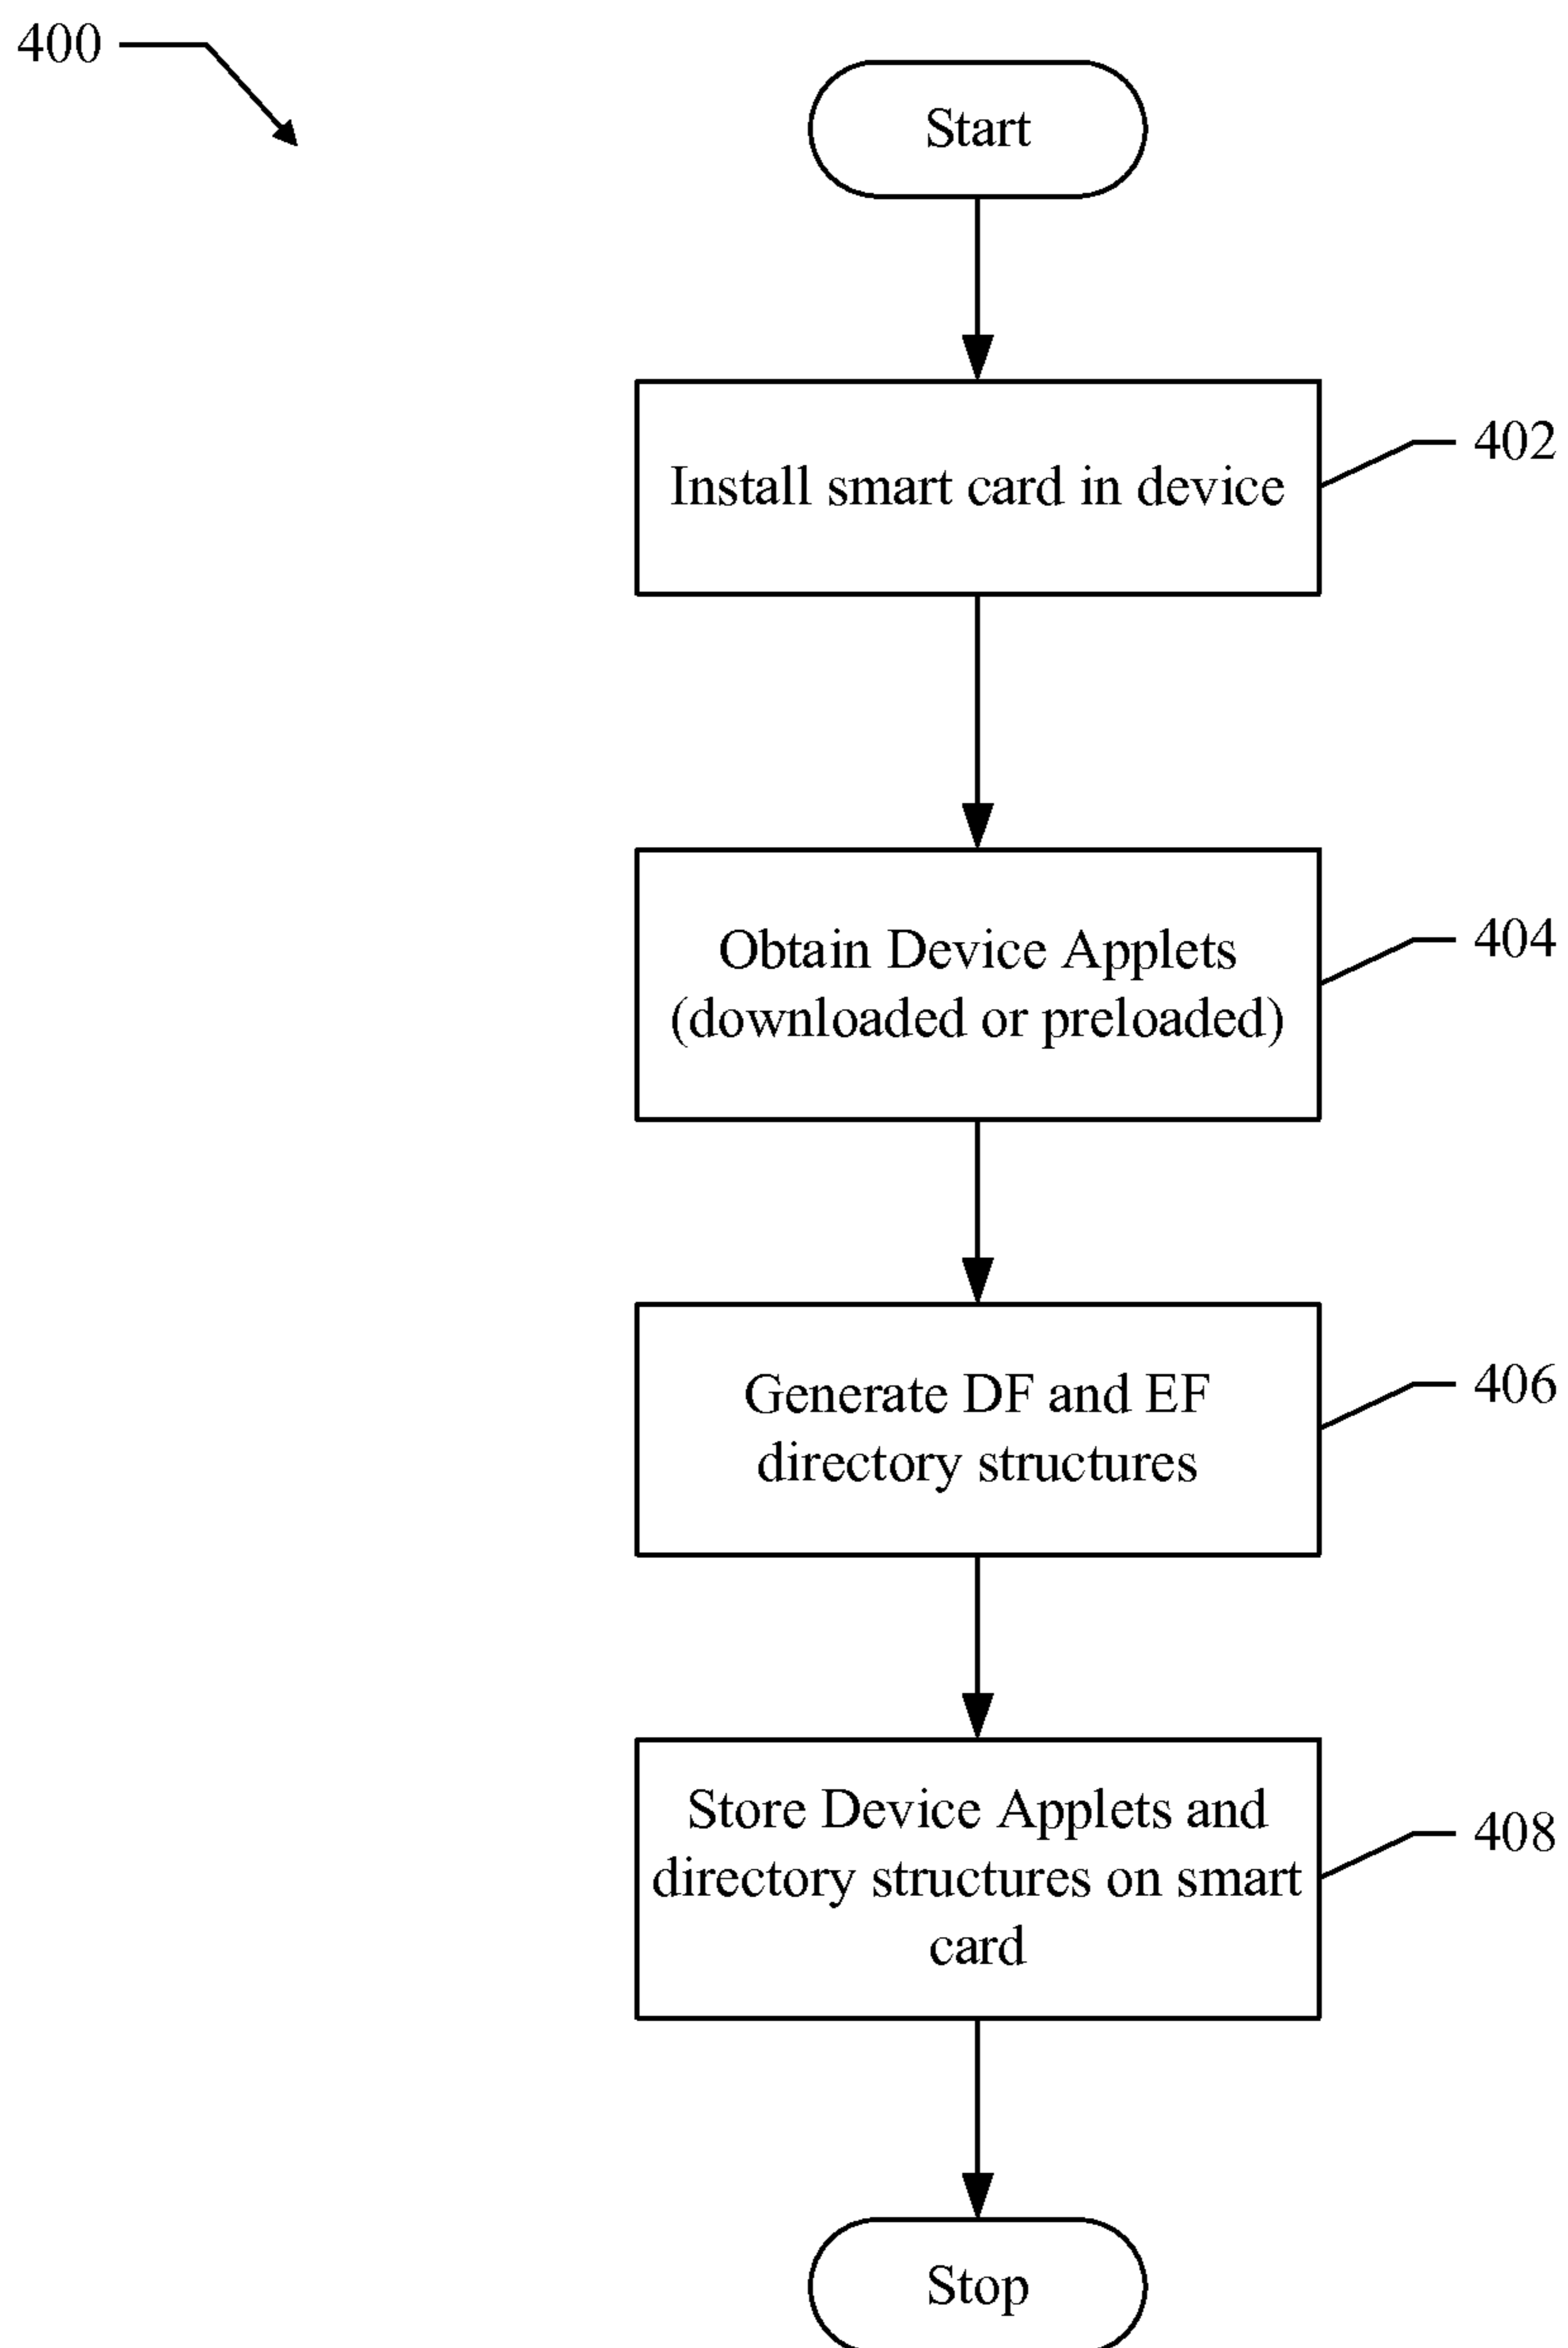 400
Start
Install smart card in device
402
Obtain Device Applets
(downloaded or preloaded)
404
Generate DF and EF
directory structures
406
Store Device Applets and
directory structures on smart
card
408
Stop